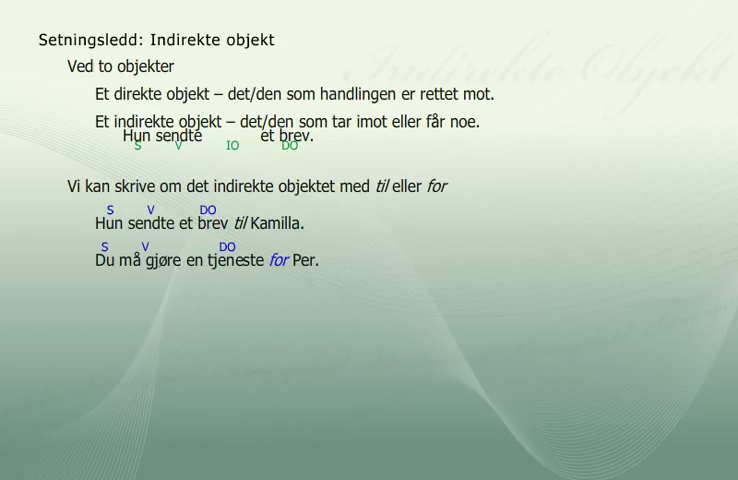 Setningsledd: Indirekte objekt
Indirekte Objekt
Ved to objekter
Et direkte objekt – det/den som handlingen er rettet mot.
Et indirekte objekt – det/den som tar imot eller får noe.
Hun sendte et brev.
S V IO DO
Vi kan skrive om det indirekte objektet med til eller for
S V DO
Hun sendte et brev til Kamilla.
S V DO
Du må gjøre en tjeneste for Per.